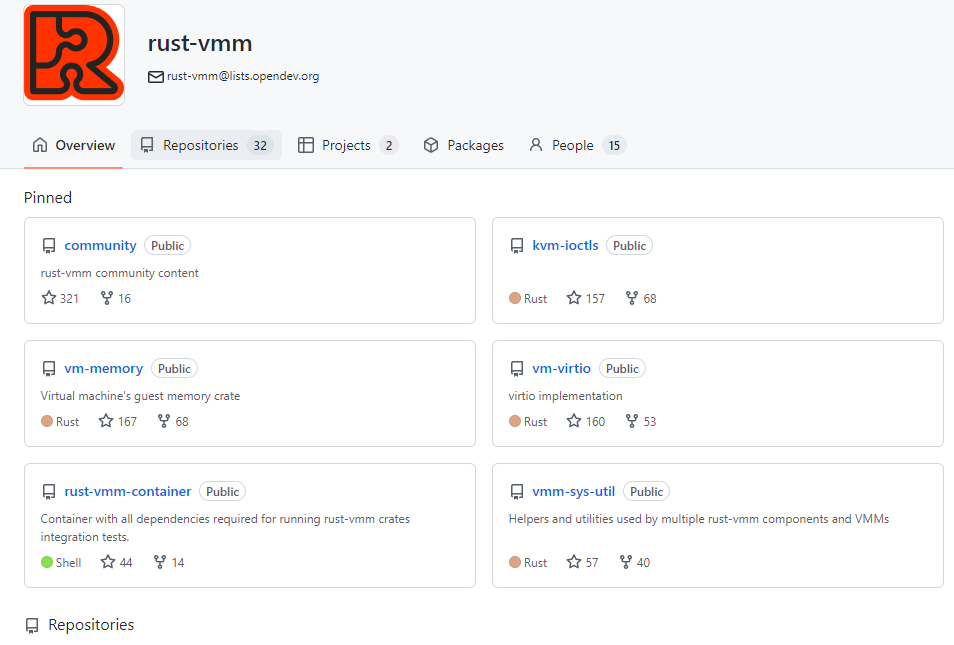 rust-vmm
rust-vmm@lists.opendev.org
Overview
Repositories 32
Projects 2
Packages
People 15
Pinned
community Public
rust-vmm community content
321 16
kvm-ioctls Public
Rust 157 68
vm-memory Public
Virtual machine's guest memory crate
Rust 167 68
vm-virtio Public
virtio implementation
Rust 160 53
rust-vmm-container Public
Container with all dependencies required for running rust-vmm crates
integration tests.
Shell 44 14
vmm-sys-util Public
Helpers and utilities used by multiple rust-vmm components and VMMs
Rust 57 40
Repositories